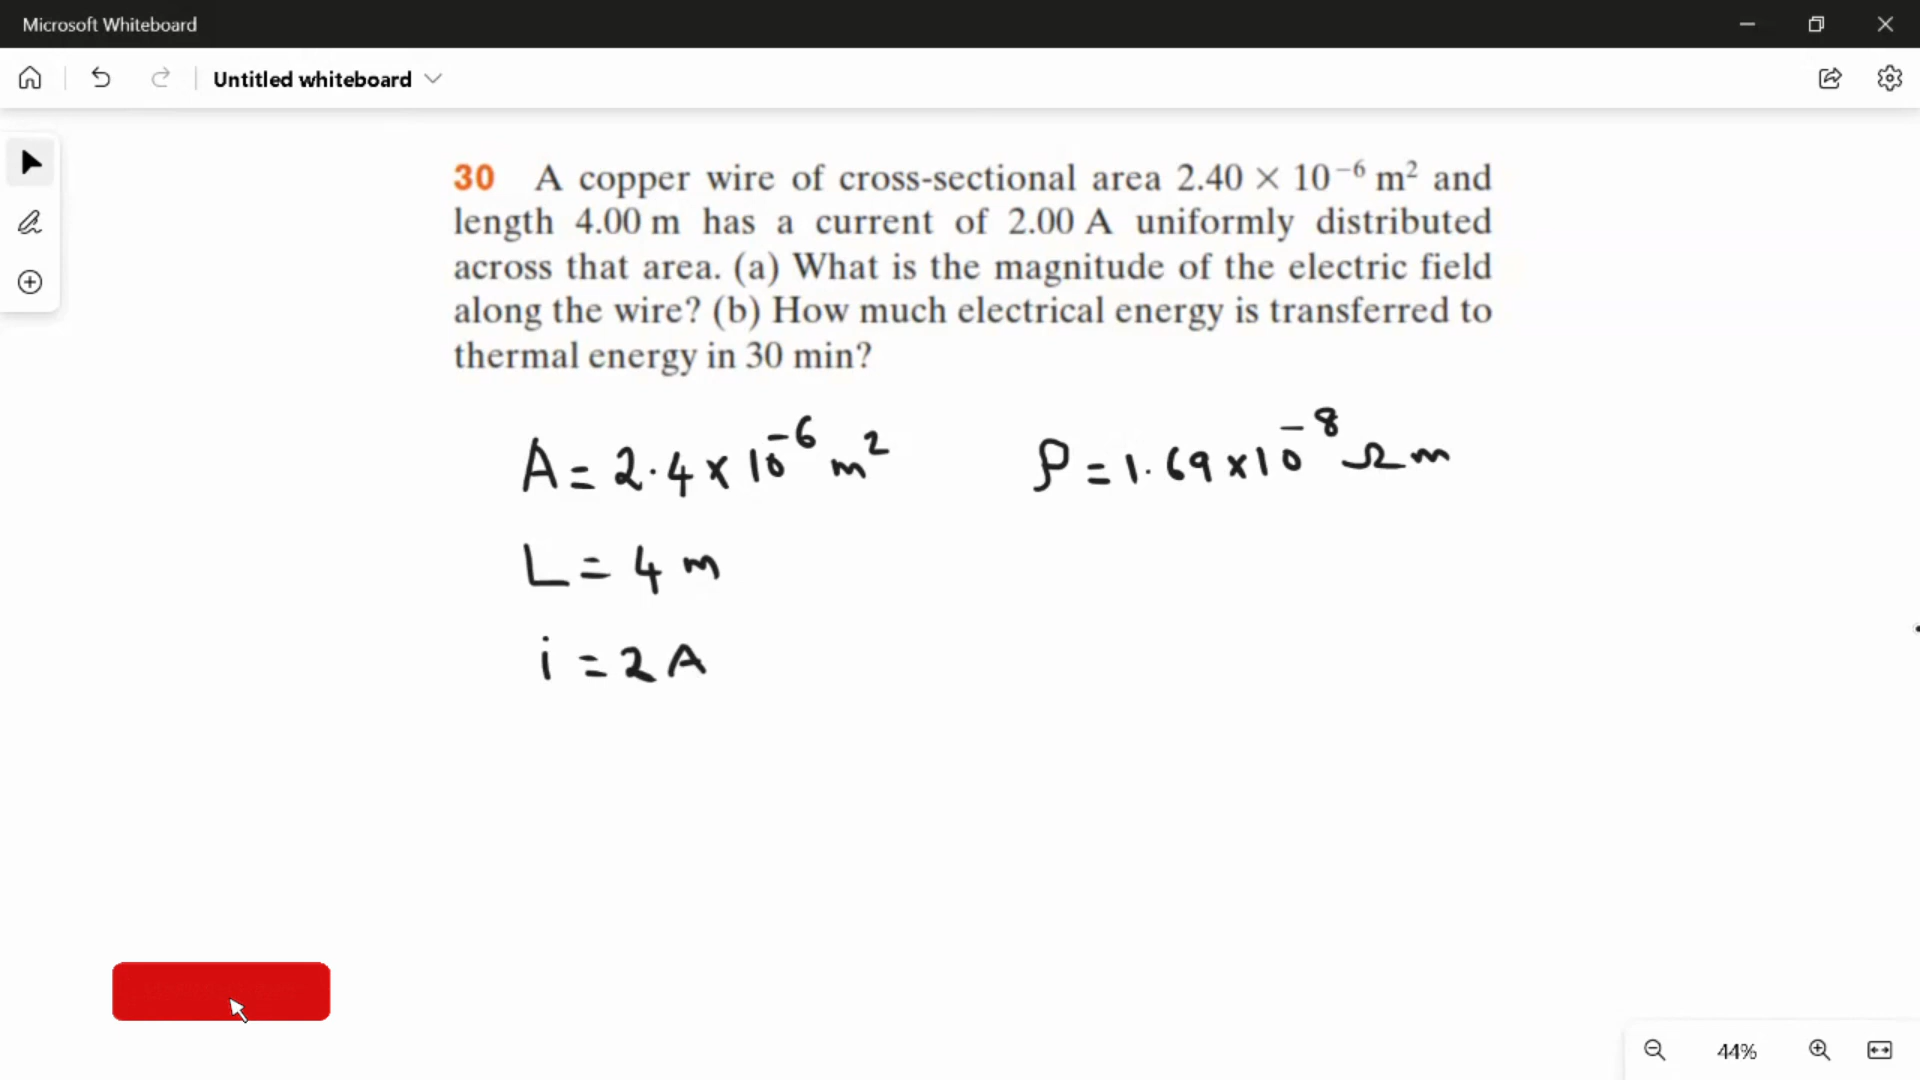 Microsoft Whiteboard
Untitled whiteboard
30 A copper wire of cross-sectional area 2.40 × 10⁻⁶ m² and
length 4.00 m has a current of 2.00 A uniformly distributed
across that area. (a) What is the magnitude of the electric field
along the wire? (b) How much electrical energy is transferred to
thermal energy in 30 min?
A = 2.4 × 10⁻⁶ m²
ρ = 1.69 × 10⁻⁸ Ω m
L = 4 m
i = 2 A
44%